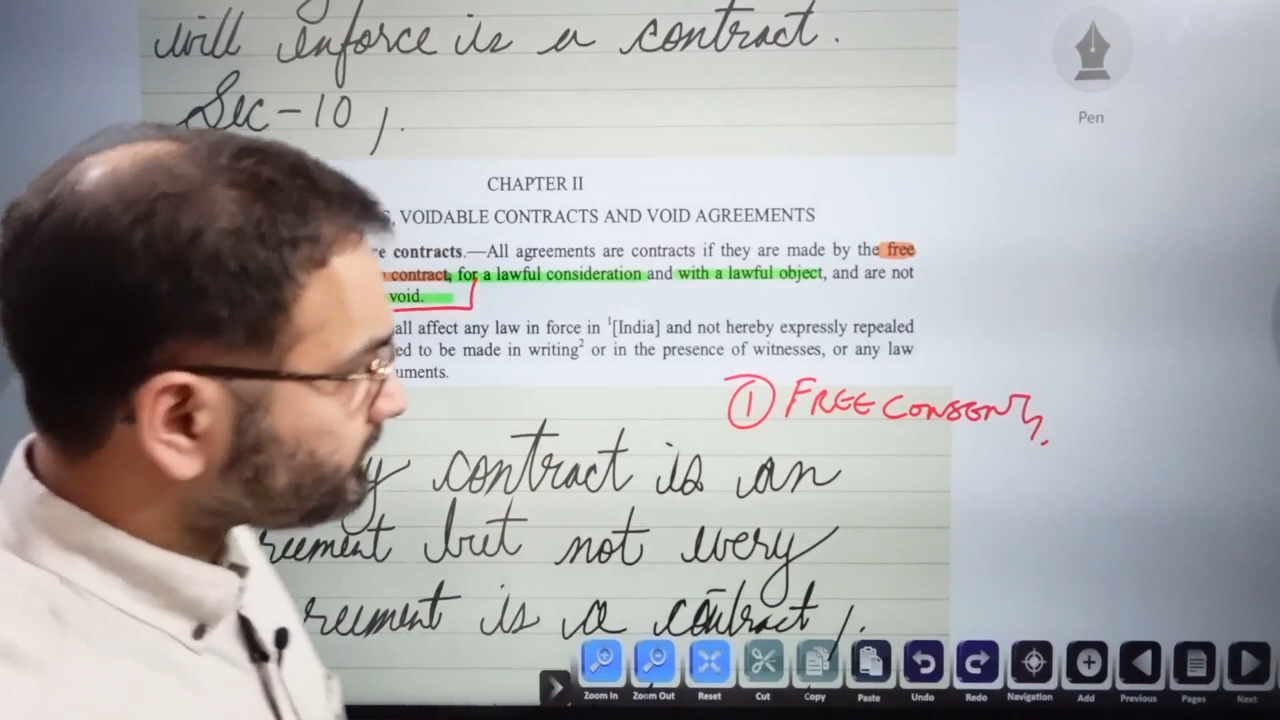 will enforce is a contract.
Sec-10,
Pen
CHAPTER II
, VOIDABLE CONTRACTS AND VOID AGREEMENTS
contracts.—All agreements are contracts if they are made by the free
contract, for a lawful consideration and with a lawful object, and are not
void.
all affect any law in force in ¹[India] and not hereby expressly repealed
ed to be made in writing² or in the presence of witnesses, or any law
uments.
① FREE CONSENT
y contract is an
reement but not every
reement is a contract,
Zoom In Zoom Out Reset Cut Copy Paste Undo Redo Navigation Add Previous Pages Next